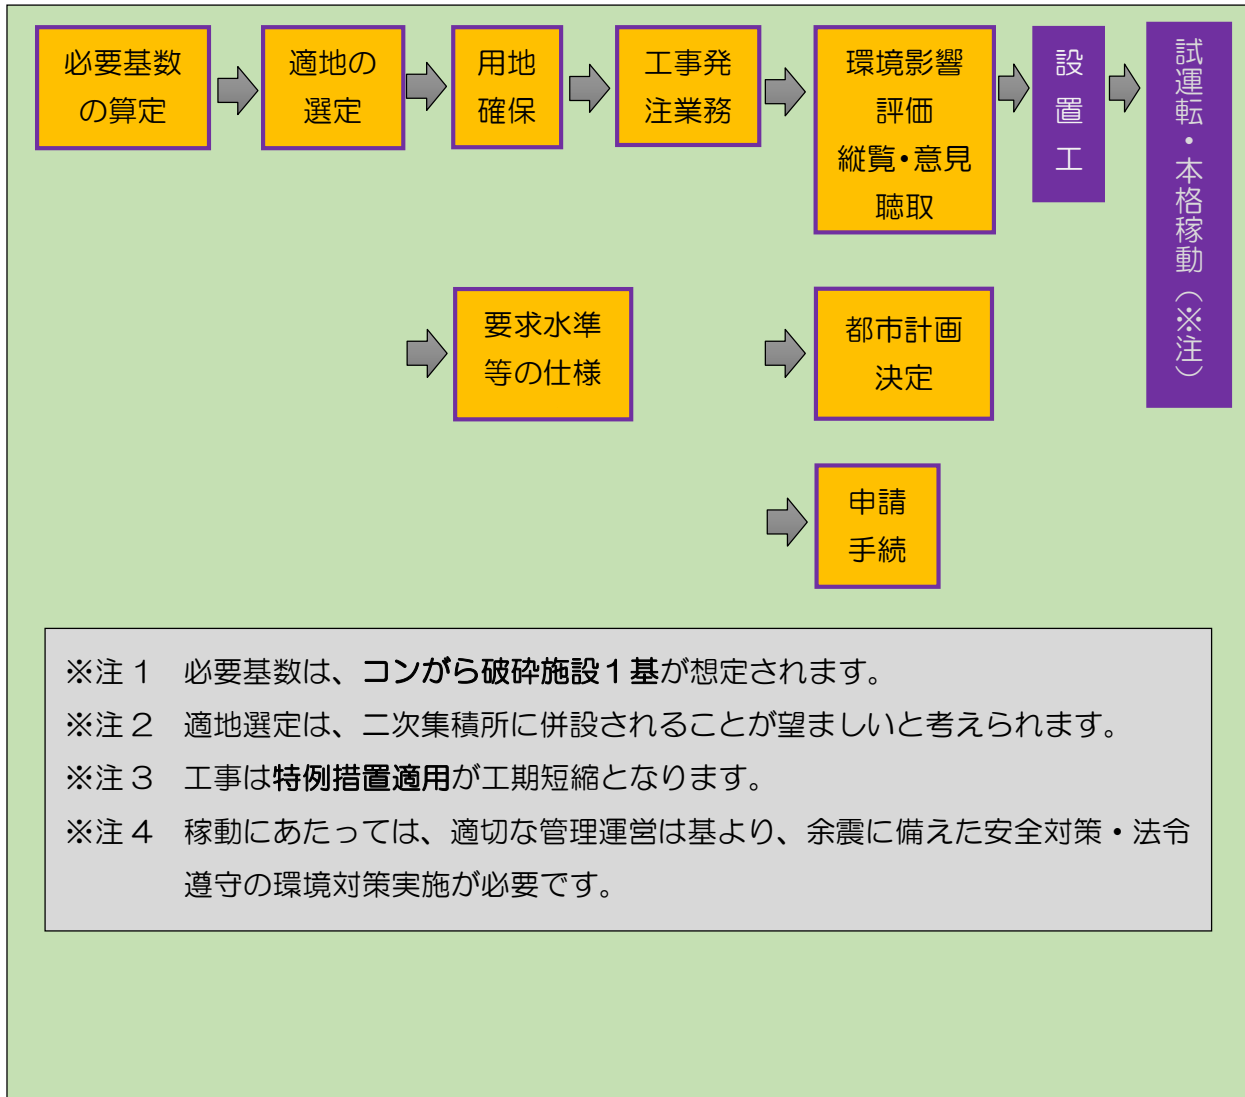 必要基数
の算定
適地の
選定
用地
確保
工事発
注業務
環境影響
評価
縦覧・意見
聴取
設置工
試運転・本格稼動（※注）
要求水準
等の仕様
都市計画
決定
申請
手続
※注１　必要基数は、コンがら破砕施設１基が想定されます。
※注２　適地選定は、二次集積所に併設されることが望ましいと考えられます。
※注３　工事は特例措置適用が工期短縮となります。
※注４　稼動にあたっては、適切な管理運営は基より、余震に備えた安全対策・法令
遵守の環境対策実施が必要です。